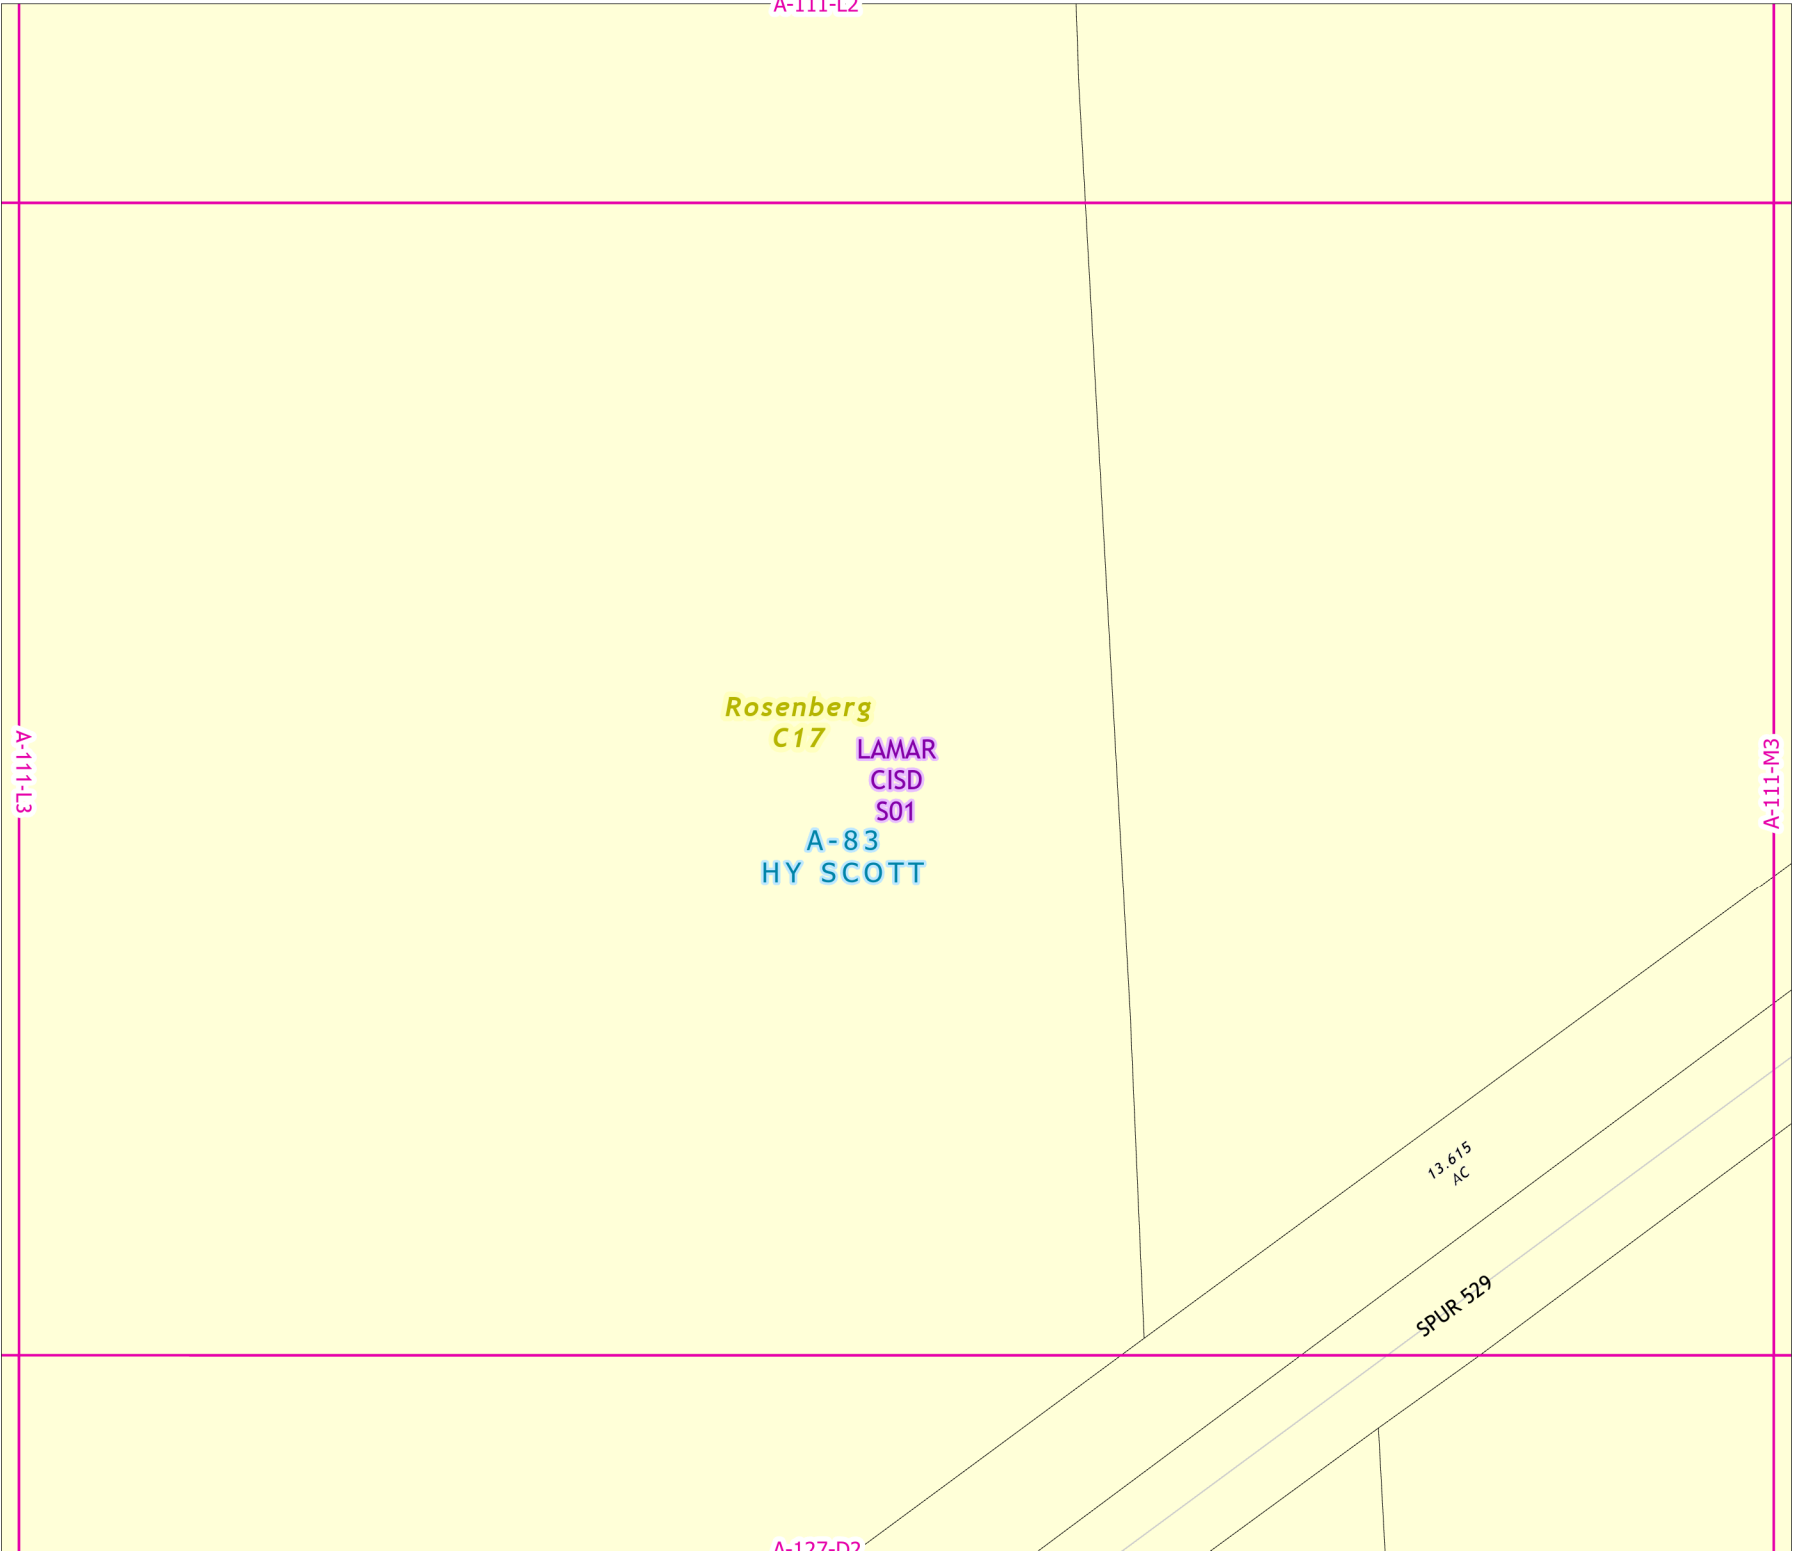 A-111-L2
Rosenberg
C17
LAMAR
CISD
S01
A-111-L3
A-111-M3
A-83
HY SCOTT
13.615
AC
SPUR 529
A-127-D2